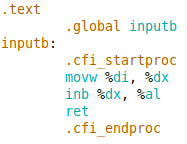 .text
        .global inputb
inputb:
        .cfi_startproc
        movw %di, %dx
        inb %dx, %al
        ret
        .cfi_endproc